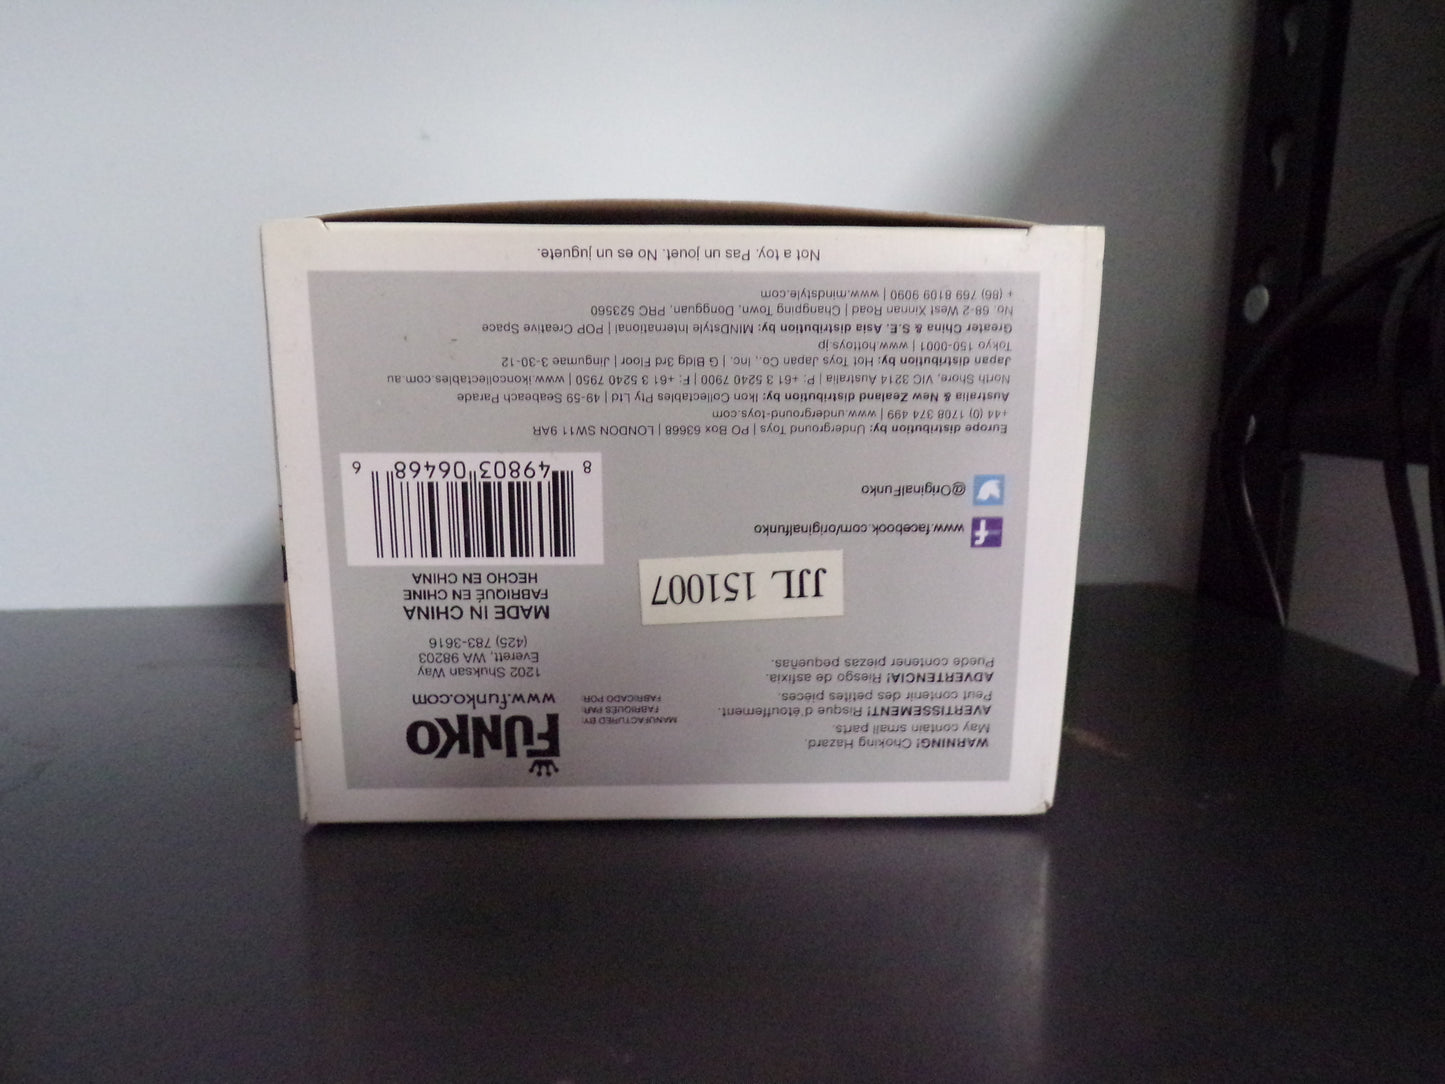 FUNKO
www.funko.com
1202 Shuksan Way
Everett, WA 98203
(425) 783-3616
MADE IN CHINA
FABRIQUÉ EN CHINE
HECHO EN CHINA
8 49803 06468 6
MANUFACTURED BY:
FABRIQUÉS PAR:
FABRICADO POR:
WARNING! Choking Hazard.
May contain small parts.
AVERTISSEMENT! Risque d'étouffement.
Peut contenir des petites pièces.
ADVERTENCIA! Riesgo de asfixia.
Puede contener piezas pequeñas.
JJL 151007
www.facebook.com/originalfunko
@OriginalFunko
Europe distribution by: Underground Toys | PO Box 63668 | LONDON SW11 9AR
+44 (0) 1708 374 499 | www.underground-toys.com
Australia & New Zealand distribution by: Ikon Collectables Pty Ltd | 49-59 Seabeach Parade
North Shore, VIC 3214 Australia | P: +61 3 5240 7900 | F: +61 3 5240 7950 | www.ikoncollectables.com.au
Japan distribution by: Hot Toys Japan Co., Inc. | G Bldg 3rd Floor | Jingumae 3-30-12
Tokyo 150-0001 | www.hottoys.jp
Greater China & S.E. Asia distribution by: MINDstyle International | POP Creative Space
No. 68-2 West Xinnan Road | Changping Town, Dongguan, PRC 523560
+ (86) 769 8109 9090 | www.mindstyle.com
Not a toy. Pas un jouet. No es un juguete.